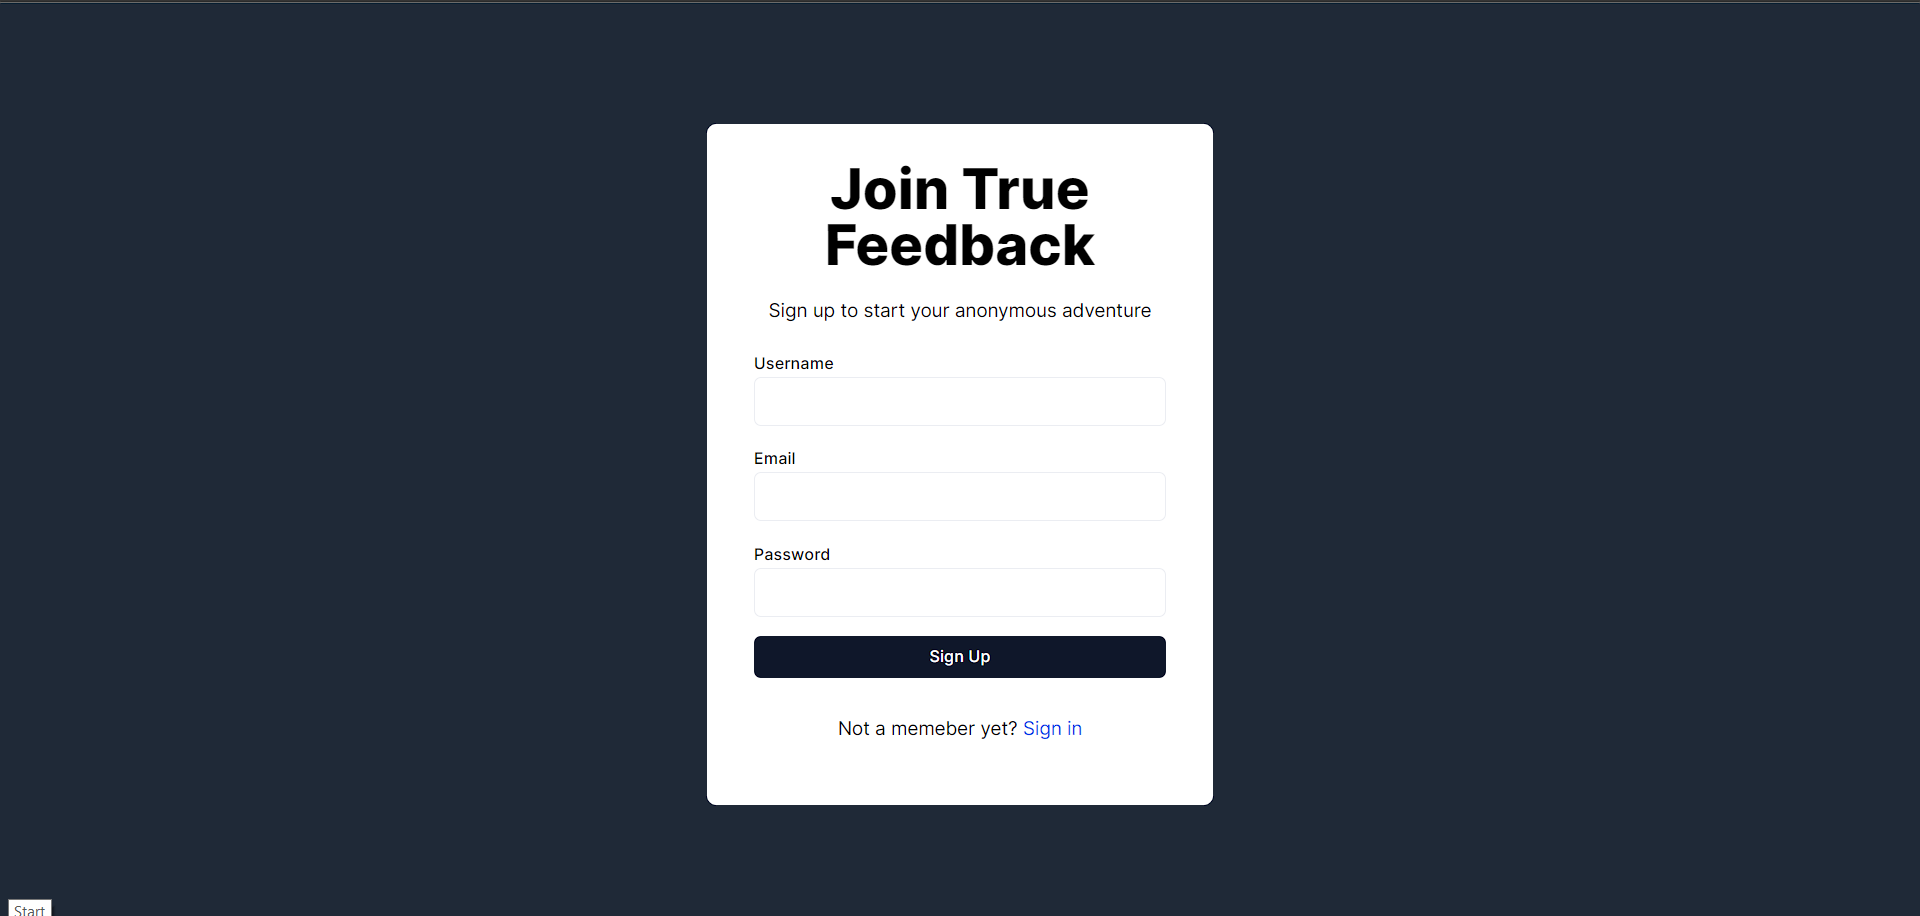 Join True
Feedback
Sign up to start your anonymous adventure
Username
Email
Password
Sign Up
Not a memeber yet? Sign in
Start